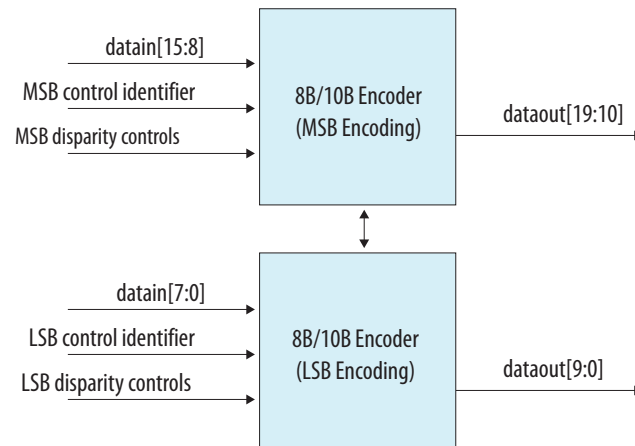 datain[15:8]
MSB control identifier
MSB disparity controls
8B/10B Encoder
(MSB Encoding)
dataout[19:10]
datain[7:0]
LSB control identifier
LSB disparity controls
8B/10B Encoder
(LSB Encoding)
dataout[9:0]